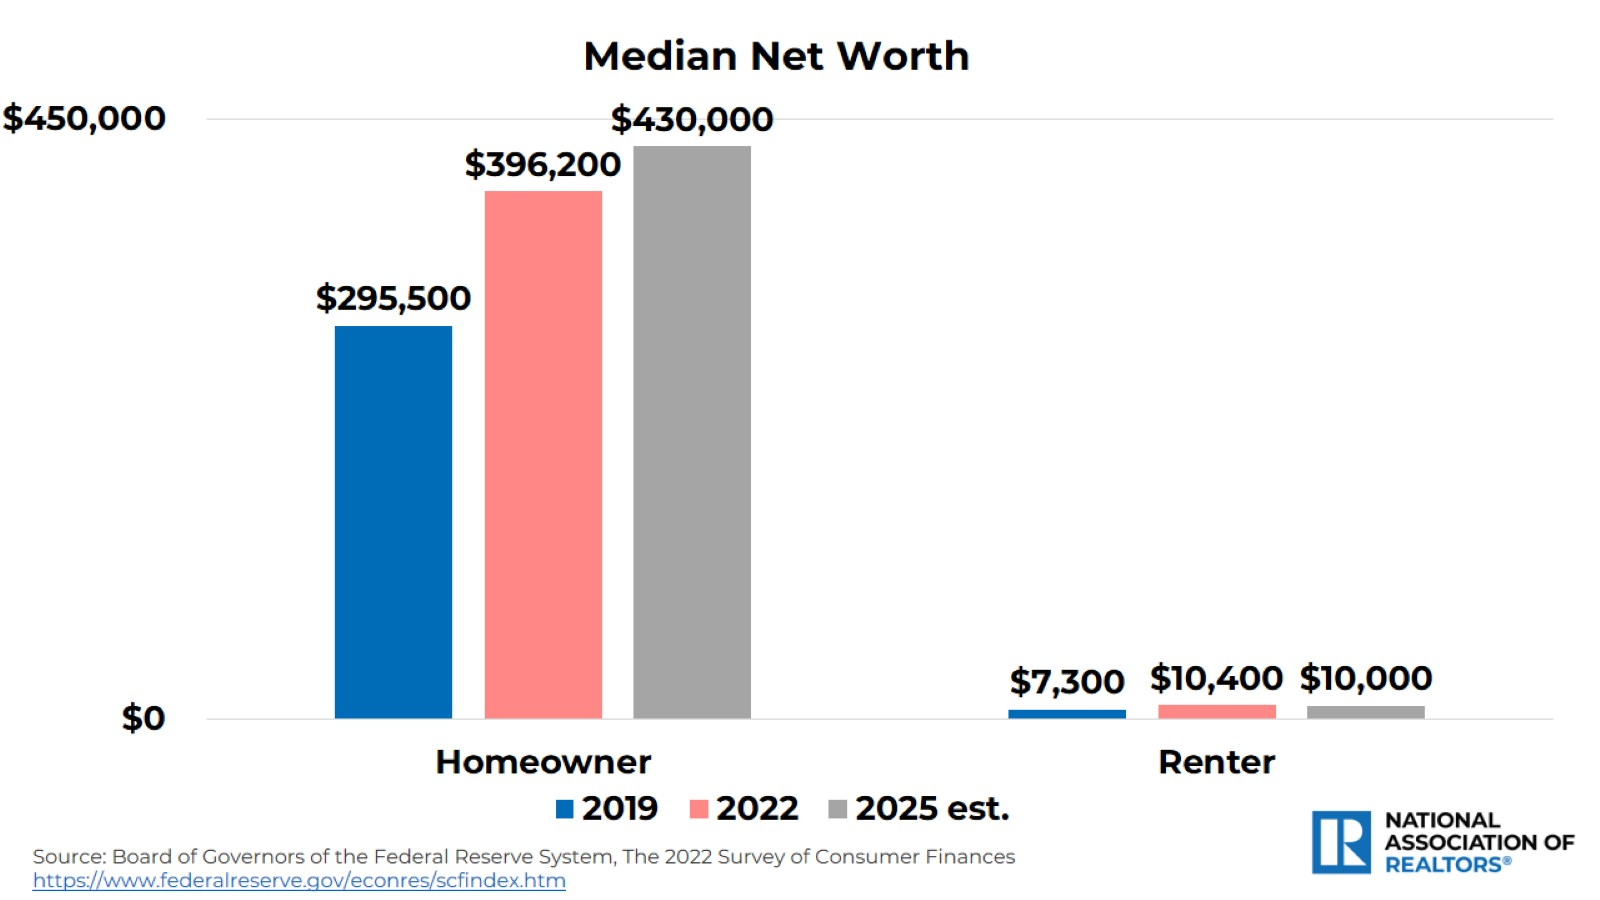 Median Net Worth
$450,000
$430,000
$396,200
$295,500
$7,300
$10,400
$10,000
$0
Homeowner
Renter
2019
2022
2025 est.
Source: Board of Governors of the Federal Reserve System, The 2022 Survey of Consumer Finances
https://www.federalreserve.gov/econres/scfindex.htm
R
NATIONAL
ASSOCIATION OF
REALTORS®